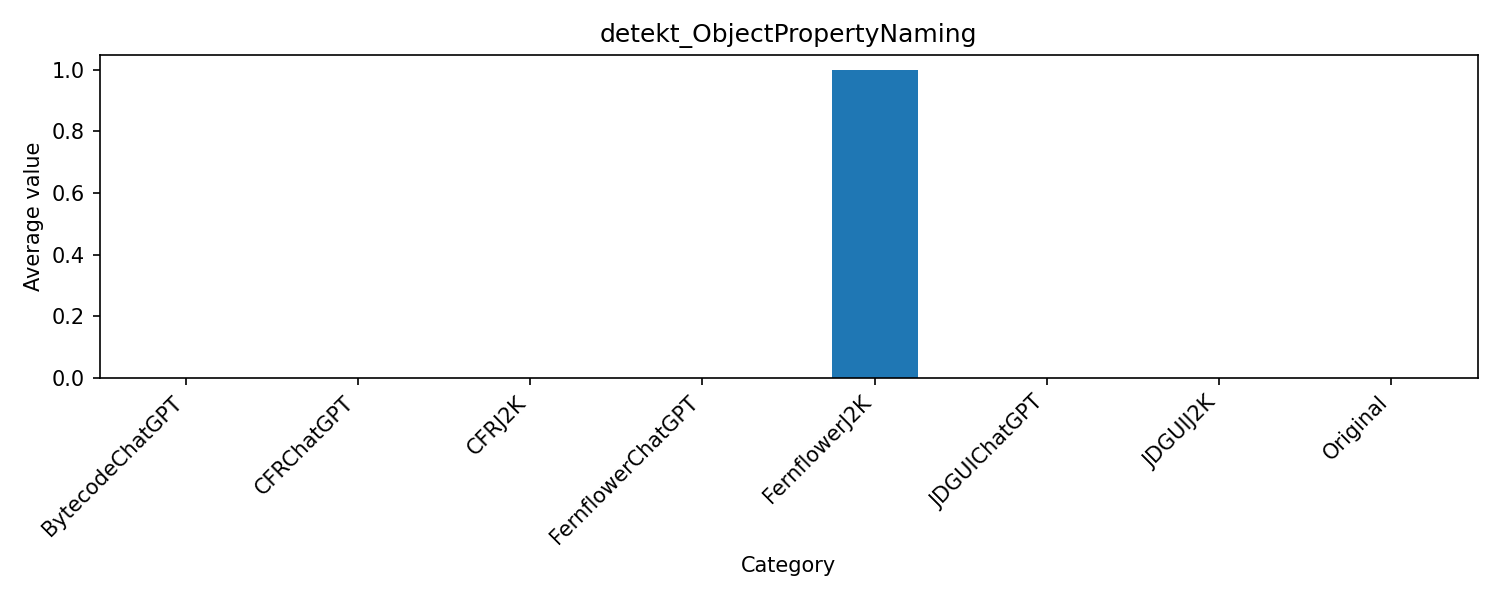 detekt_ObjectPropertyNaming
1.0
0.8
0.6
0.4
0.2
0.0
Average value
BytecodeChatGPT
CFRChatGPT
CFRJ2K
FernflowerChatGPT
FernflowerJ2K
JDGUIChatGPT
JDGUIJ2K
Original
Category